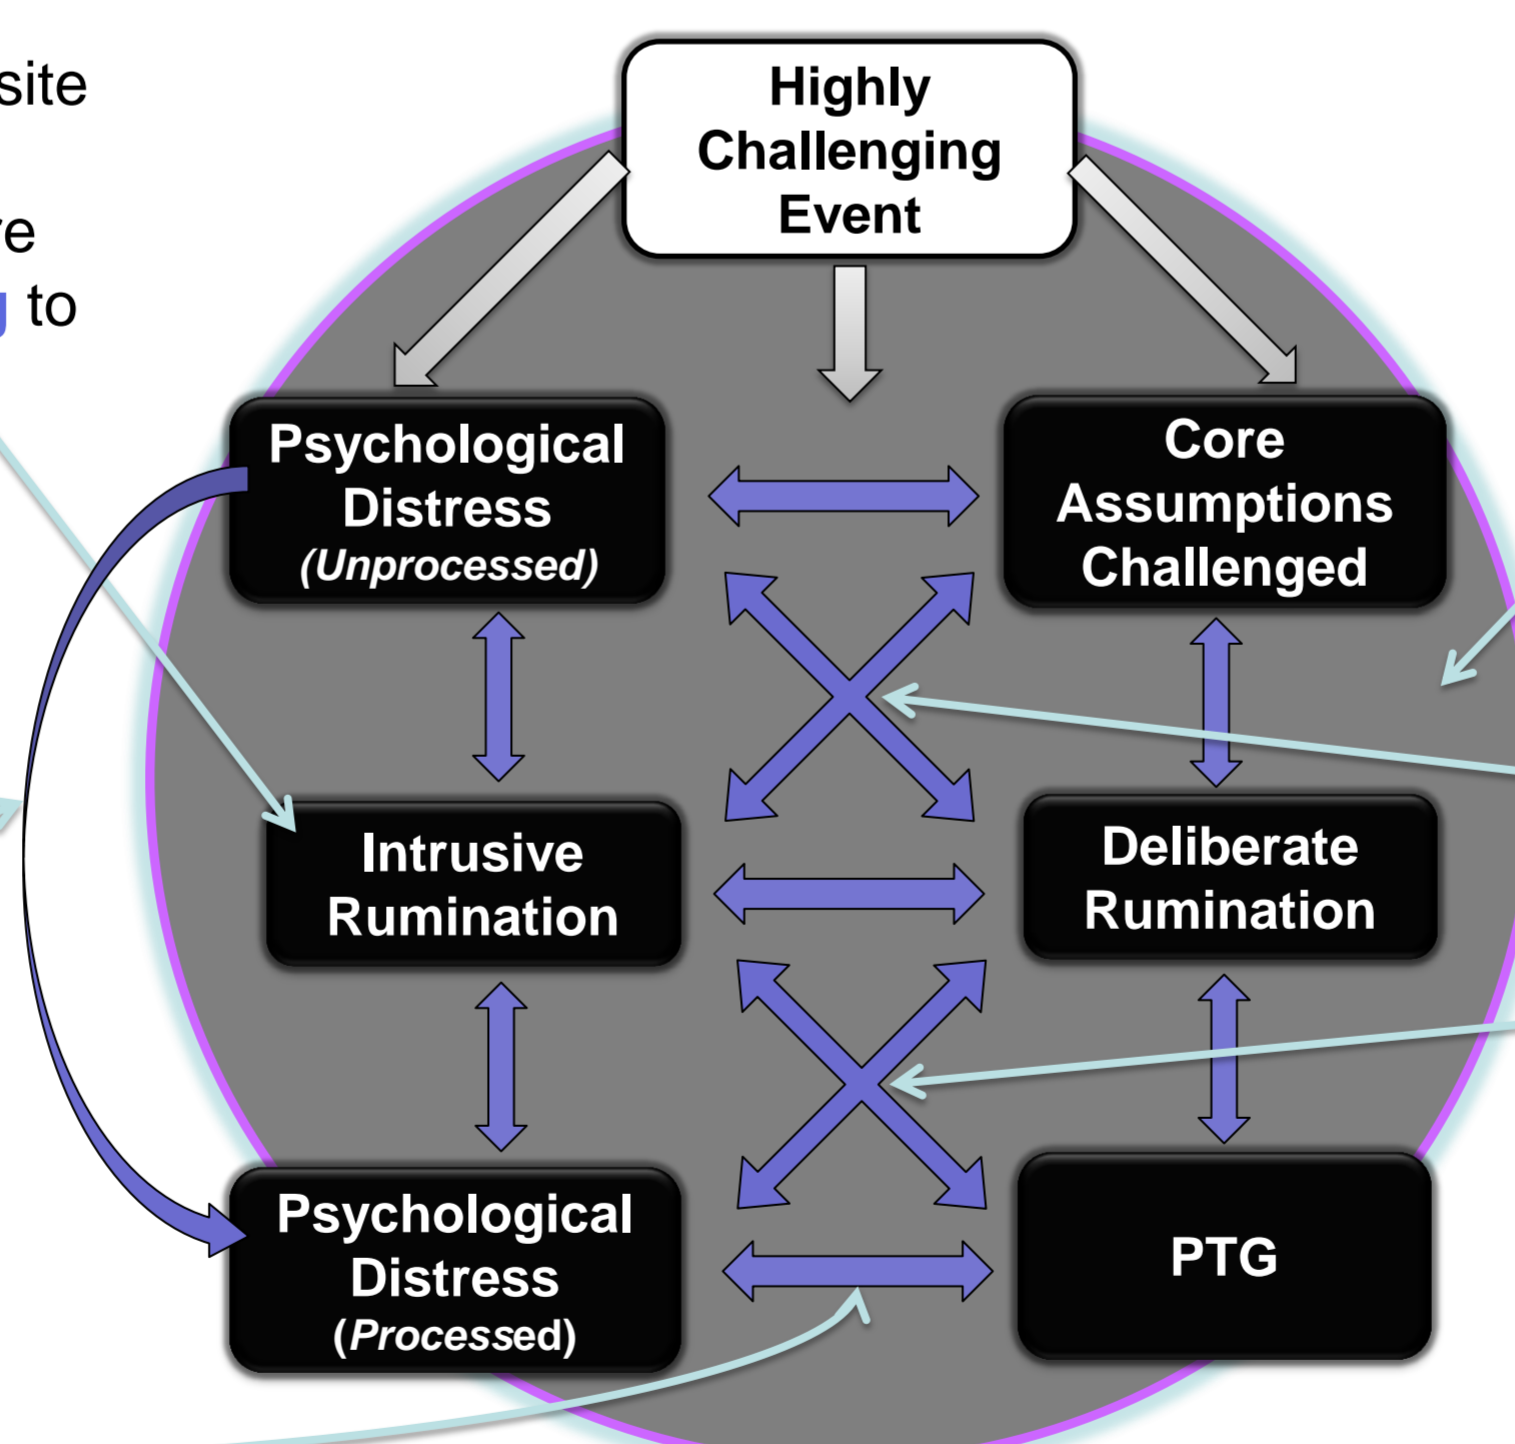 site
re
g to
Highly
Challenging
Event
Psychological
Distress
(Unprocessed)
Core
Assumptions
Challenged
Intrusive
Rumination
Deliberate
Rumination
Psychological
Distress
(Processed)
PTG